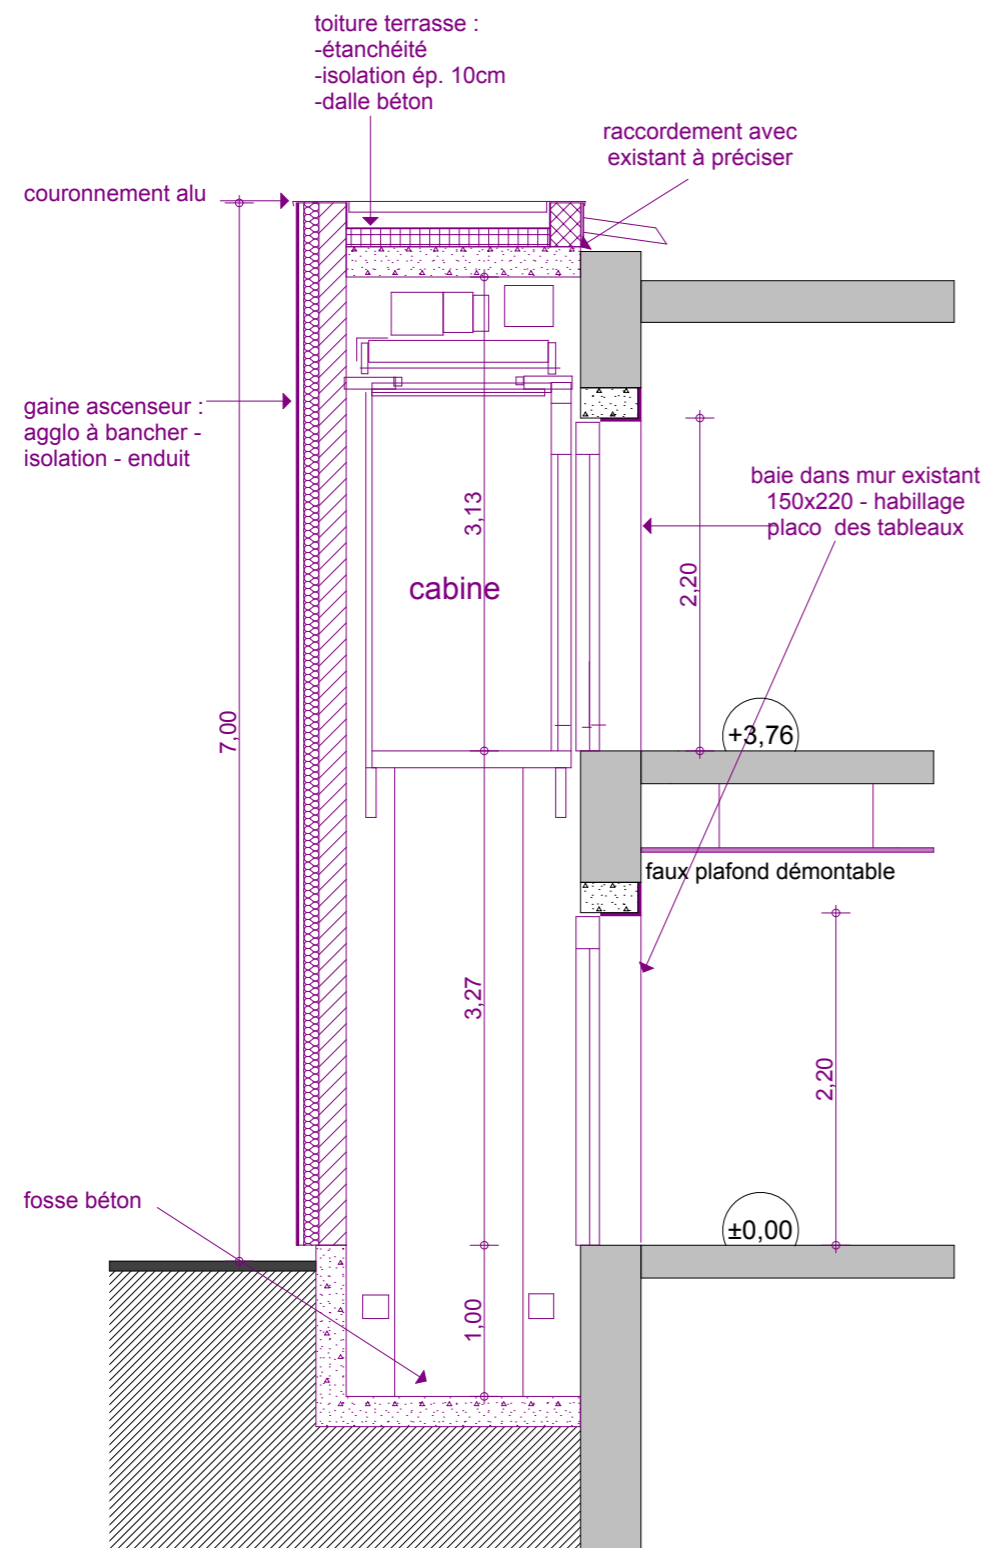 toiture terrasse :
-étanchéité
-isolation ép. 10cm
-dalle béton
raccordement avec
existant à préciser
couronnement alu
gaine ascenseur :
agglo à bancher -
isolation - enduit
baie dans mur existant
150x220 - habillage
placo des tableaux
3,13
2,20
cabine
7,00
+3,76
faux plafond démontable
3,27
2,20
fosse béton
±0,00
1,00